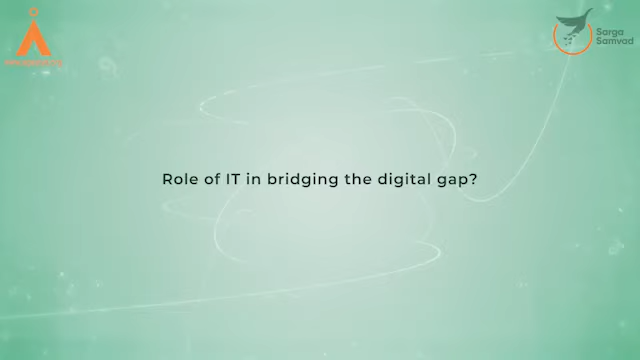 Sarga
Samvad
Role of IT in bridging the digital gap?